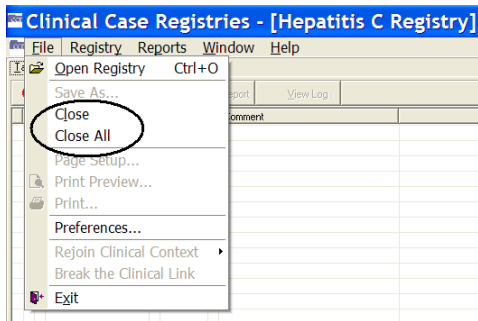 Clinical Case Registries - [Hepatitis C Registry]
File Registry Reports Window Help
Open Registry Ctrl+O
Save As...
port View Log
Close
Comment
Close All
Page Setup...
Print Preview...
Print...
Preferences...
Rejoin Clinical Context
Break the Clinical Link
Exit